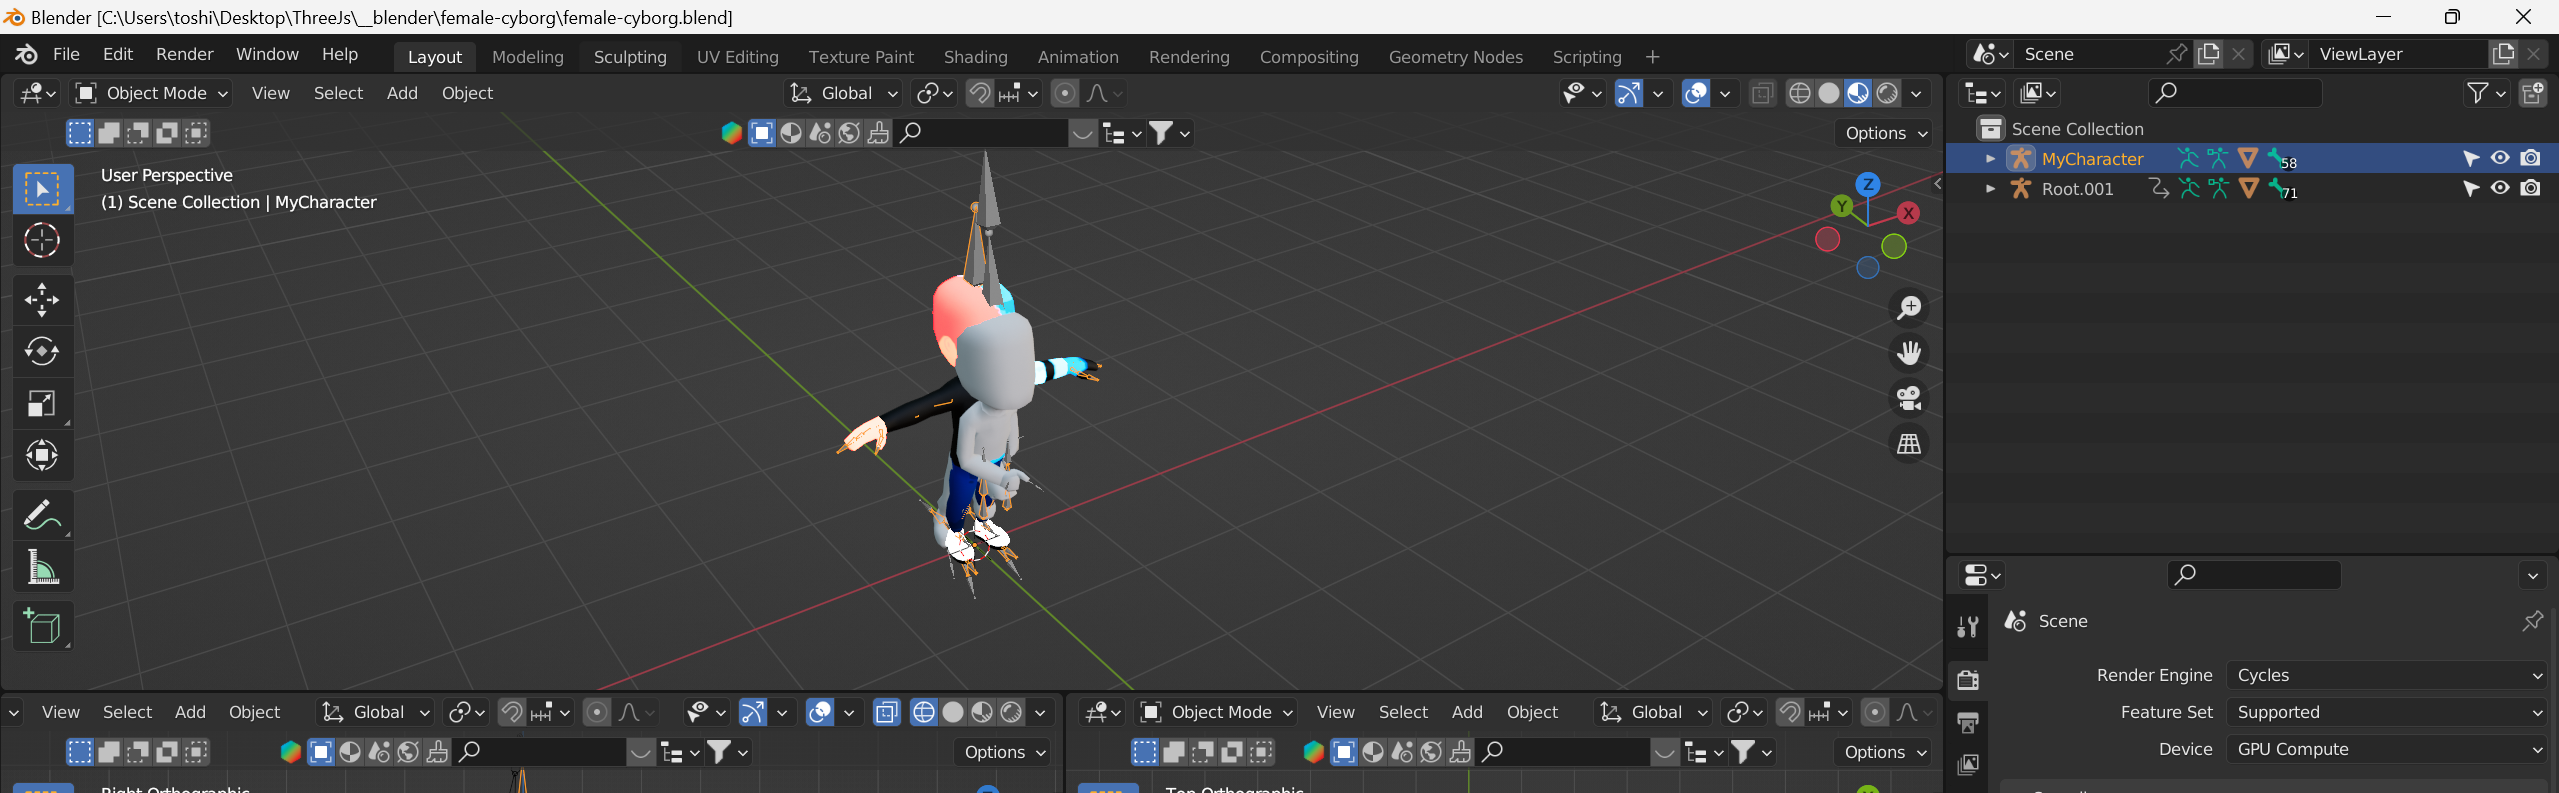 Blender [C:\Users\toshi\Desktop\ThreeJs\__blender\female-cyborg\female-cyborg.blend]
File Edit Render Window Help Layout Modeling Sculpting UV Editing Texture Paint Shading Animation Rendering Compositing Geometry Nodes Scripting + Scene ViewLayer
Object Mode View Select Add Object Global
Options
Scene Collection
MyCharacter 58
Root.001 71
User Perspective
(1) Scene Collection | MyCharacter
Z
Y X
Scene
Render Engine Cycles
Feature Set Supported
Device GPU Compute
View Select Add Object Global
Options
Right Orthographic
Object Mode View Select Add Object Global
Options
Top Orthographic